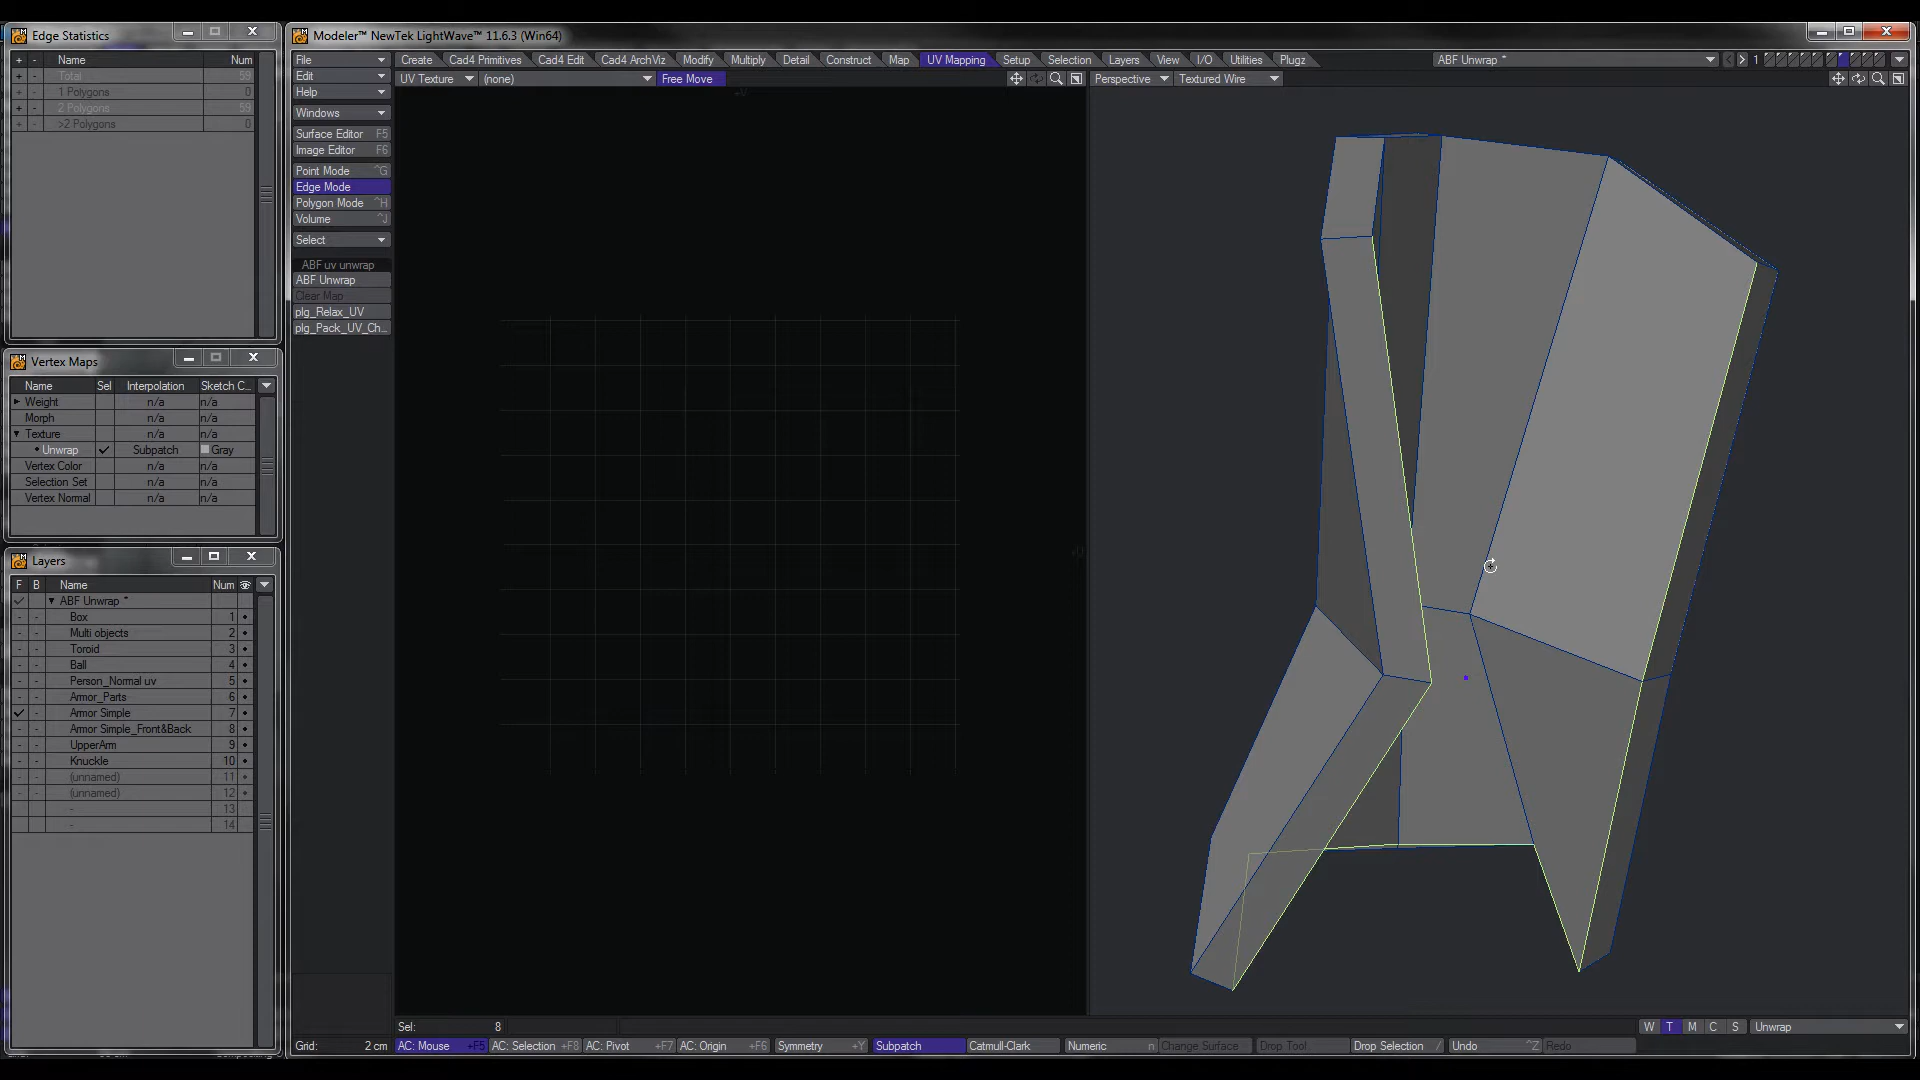 Edge Statistics
+ - Name Num
+ - Total 59
+ - 1 Polygons 0
+ - 2 Polygons 59
+ - >2 Polygons 0
Vertex Maps
Name Sel Interpolation Sketch C...
Weight n/a n/a
Morph n/a n/a
Texture n/a n/a
Unwrap Subpatch Gray
Vertex Color n/a n/a
Selection Set n/a n/a
Vertex Normal n/a n/a
Layers
F B Name Num
ABF Unwrap *
- - Box 1
- - Multi objects 2
- - Toroid 3
- - Ball 4
- - Person_Normal uv 5
- - Armor_Parts 6
- Armor Simple 7
- - Armor Simple_Front&Back 8
- - UpperArm 9
- - Knuckle 10
- - (unnamed) 11
- - (unnamed) 12
- 13
- 14
Modeler™ NewTek LightWave™ 11.6.3 (Win64)
File
Edit
Help
Windows
Surface Editor F5
Image Editor F6
Point Mode ^G
Edge Mode
Polygon Mode ^H
Volume ^J
Select
ABF uv unwrap
ABF Unwrap
Clear Map
plg_Relax_UV
plg_Pack_UV_Ch...
Create Cad4 Primitives Cad4 Edit Cad4 ArchViz Modify Multiply Detail Construct Map UV Mapping Setup Selection Layers View I/O Utilities Plugz
ABF Unwrap * 1
UV Texture (none) Free Move
Perspective Textured Wire
Sel: 8
W T M C S Unwrap
Grid: 2 cm AC: Mouse +F5 AC: Selection +F8 AC: Pivot +F7 AC: Origin +F6 Symmetry +Y Subpatch Catmull-Clark Numeric n Change Surface Drop Tool Drop Selection / Undo ^Z Redo